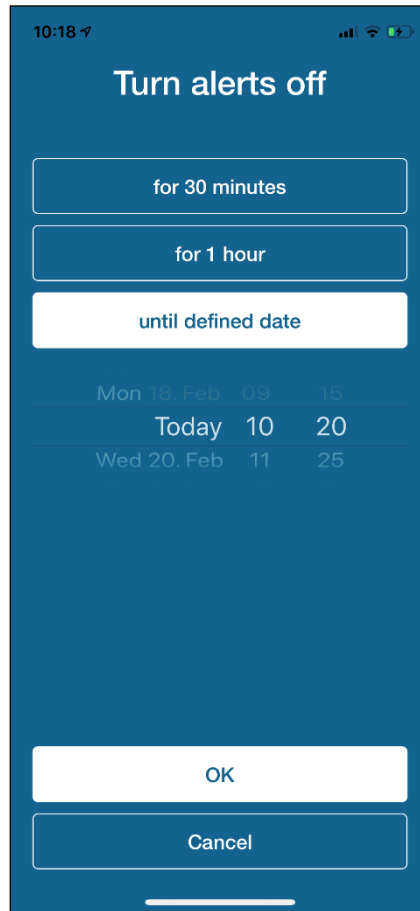 10:18
Turn alerts off
for 30 minutes
for 1 hour
until defined date
Mon 18. Feb 09 15
Today 10 20
Wed 20. Feb 11 25
OK
Cancel